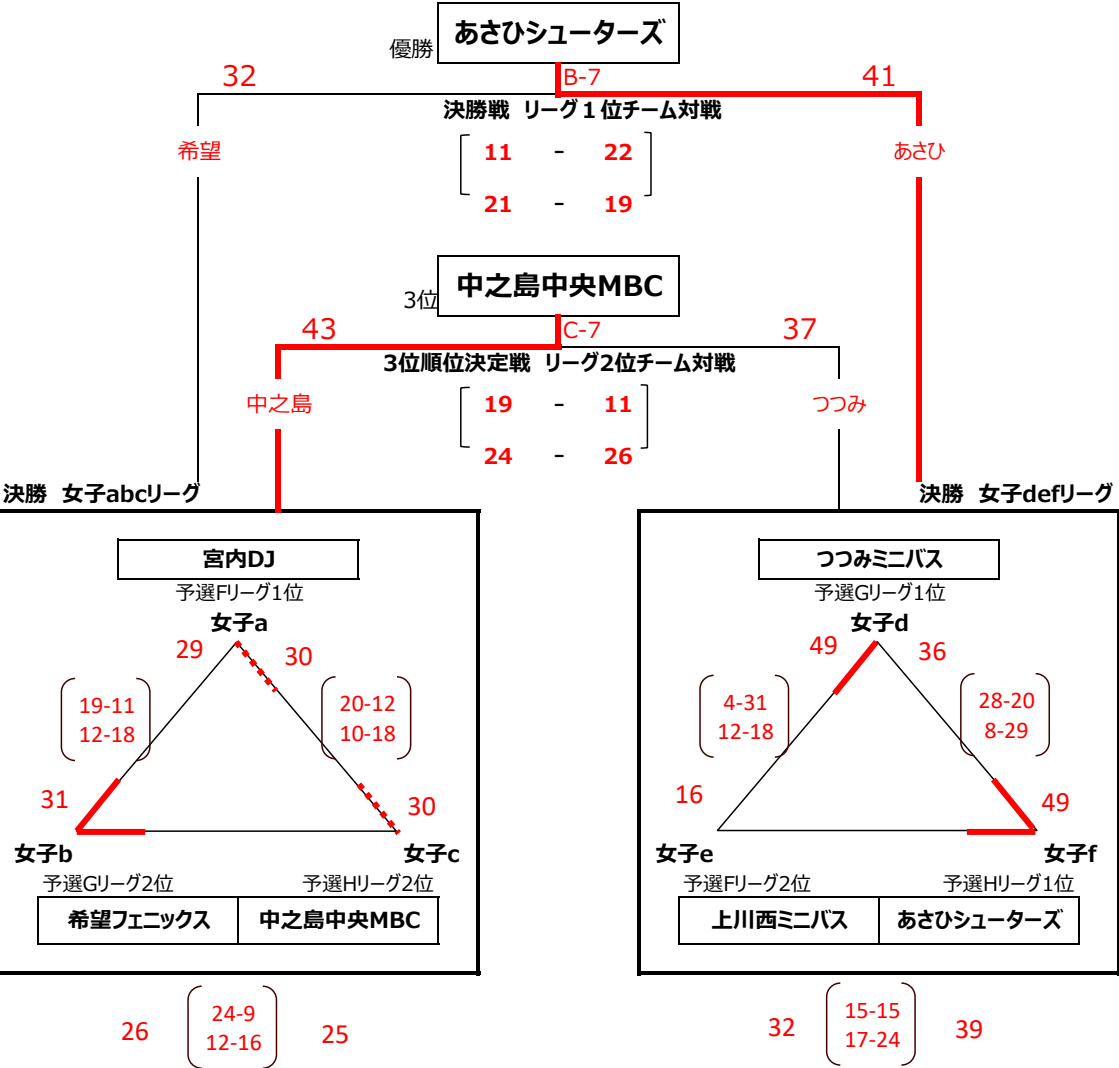 あさひシューターズ
優勝
32
B-7
41
決勝戦 リーグ１位チーム対戦
希望
11 - 22
あさひ
21 - 19
中之島中央MBC
3位
43
C-7
37
3位順位決定戦 リーグ2位チーム対戦
中之島
19 - 11
つつみ
24 - 26
決勝 女子abcリーグ
決勝 女子defリーグ
宮内DJ
予選Fリーグ1位
女子a
29
30
19-11
12-18
20-12
10-18
31
30
女子b
女子c
予選Gリーグ2位
予選Hリーグ2位
希望フェニックス
中之島中央MBC
26
24-9
12-16
25
つつみミニバス
予選Gリーグ1位
女子d
49
36
4-31
12-18
28-20
8-29
16
49
女子e
女子f
予選Fリーグ2位
予選Hリーグ1位
上川西ミニバス
あさひシューターズ
32
15-15
17-24
39